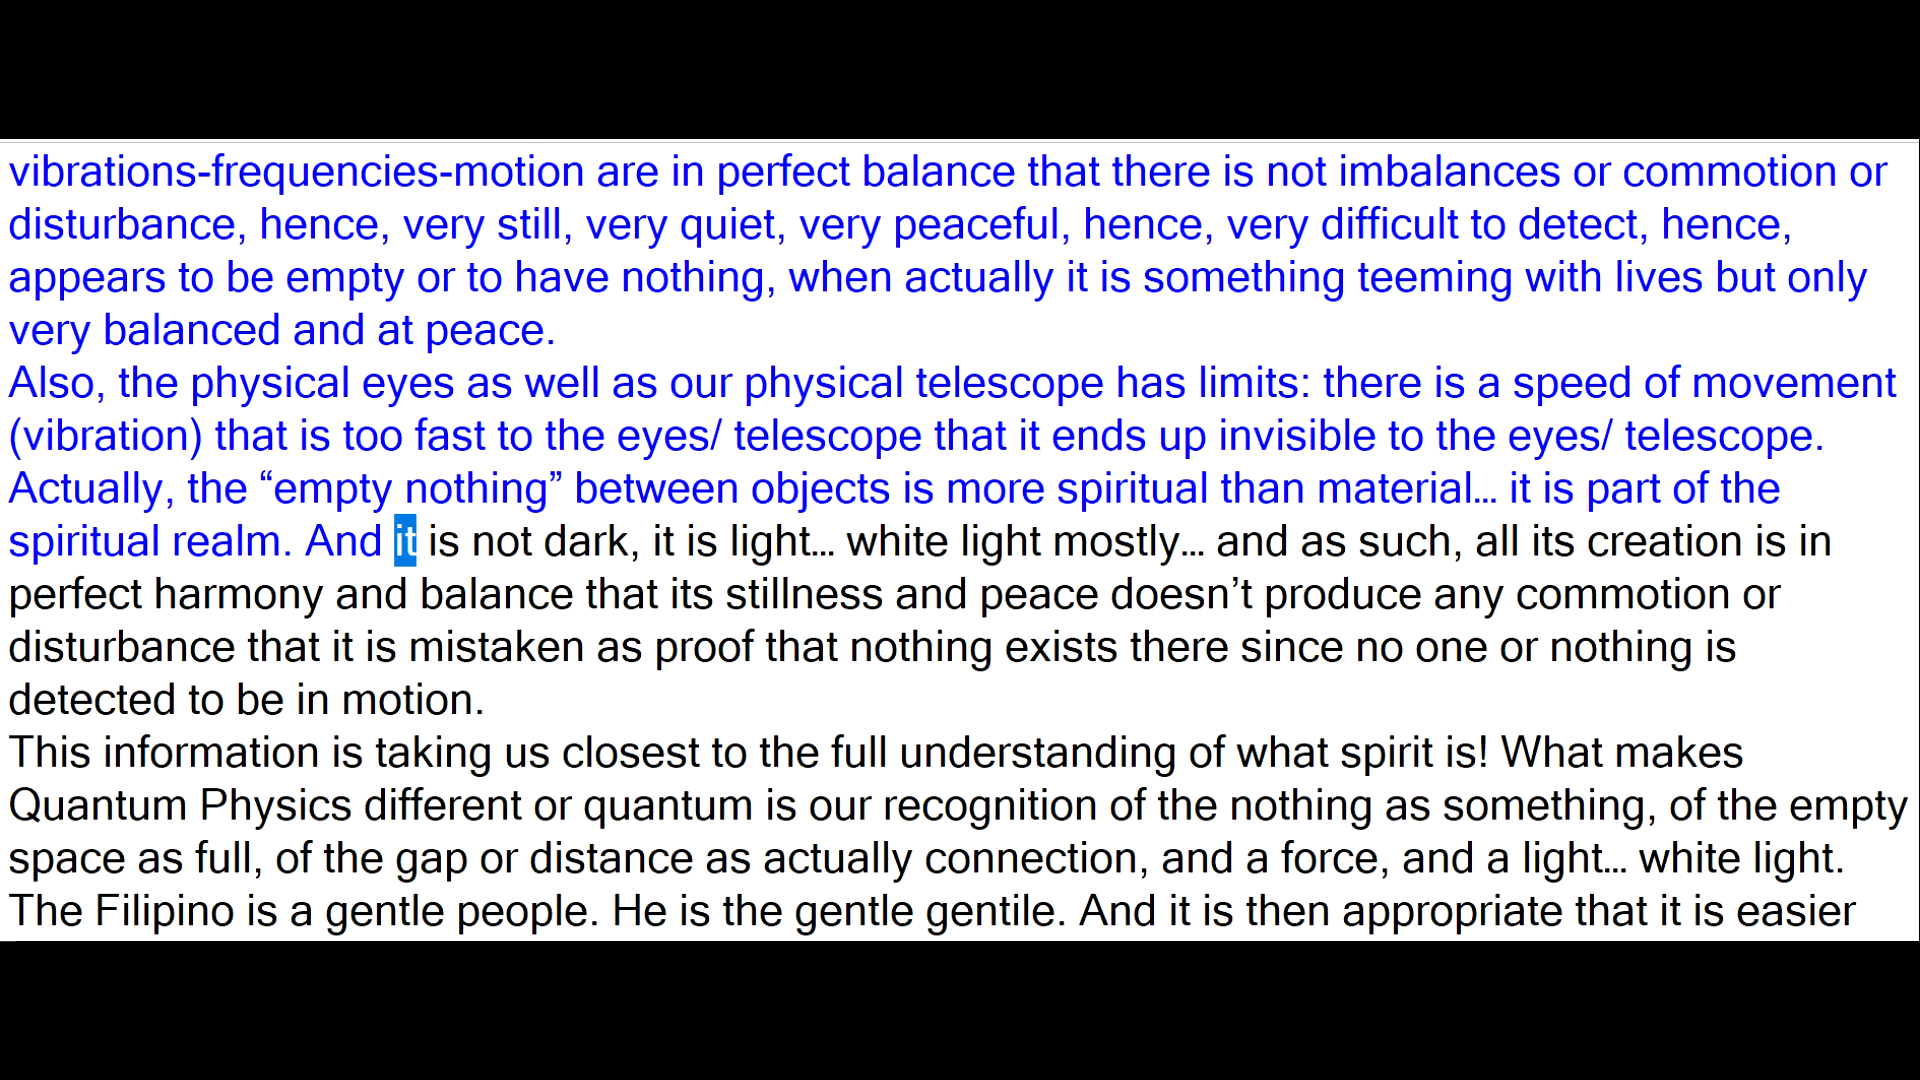 vibrations-frequencies-motion are in perfect balance that there is not imbalances or commotion or
disturbance, hence, very still, very quiet, very peaceful, hence, very difficult to detect, hence,
appears to be empty or to have nothing, when actually it is something teeming with lives but only
very balanced and at peace.
Also, the physical eyes as well as our physical telescope has limits: there is a speed of movement
(vibration) that is too fast to the eyes/ telescope that it ends up invisible to the eyes/ telescope.
Actually, the “empty nothing” between objects is more spiritual than material… it is part of the
spiritual realm. And it is not dark, it is light… white light mostly… and as such, all its creation is in
perfect harmony and balance that its stillness and peace doesn’t produce any commotion or
disturbance that it is mistaken as proof that nothing exists there since no one or nothing is
detected to be in motion.
This information is taking us closest to the full understanding of what spirit is! What makes
Quantum Physics different or quantum is our recognition of the nothing as something, of the empty
space as full, of the gap or distance as actually connection, and a force, and a light… white light.
The Filipino is a gentle people. He is the gentle gentile. And it is then appropriate that it is easier